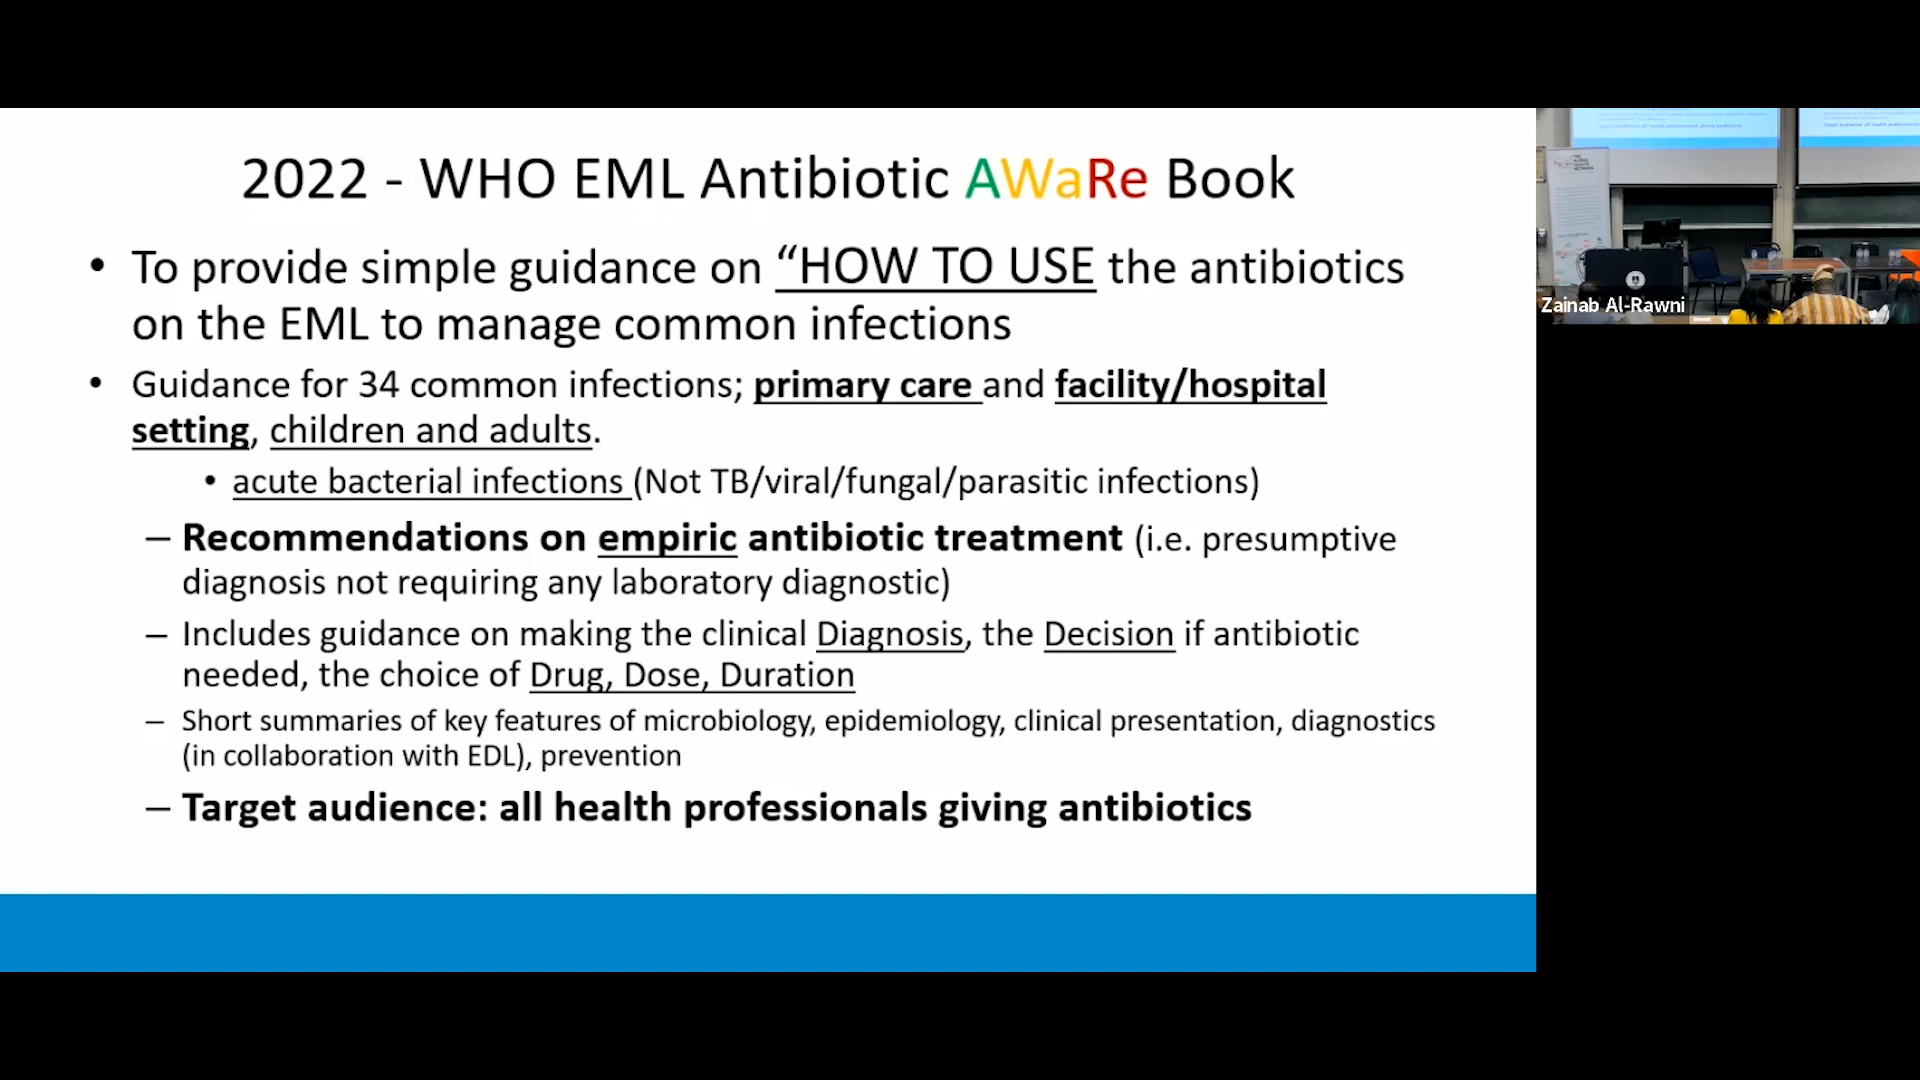 2022 - WHO EML Antibiotic AWaRe Book
• To provide simple guidance on “HOW TO USE the antibiotics
on the EML to manage common infections
• Guidance for 34 common infections; primary care and facility/hospital
setting, children and adults.
• acute bacterial infections (Not TB/viral/fungal/parasitic infections)
– Recommendations on empiric antibiotic treatment (i.e. presumptive
diagnosis not requiring any laboratory diagnostic)
– Includes guidance on making the clinical Diagnosis, the Decision if antibiotic
needed, the choice of Drug, Dose, Duration
– Short summaries of key features of microbiology, epidemiology, clinical presentation, diagnostics
(in collaboration with EDL), prevention
– Target audience: all health professionals giving antibiotics
Zainab Al-Rawni